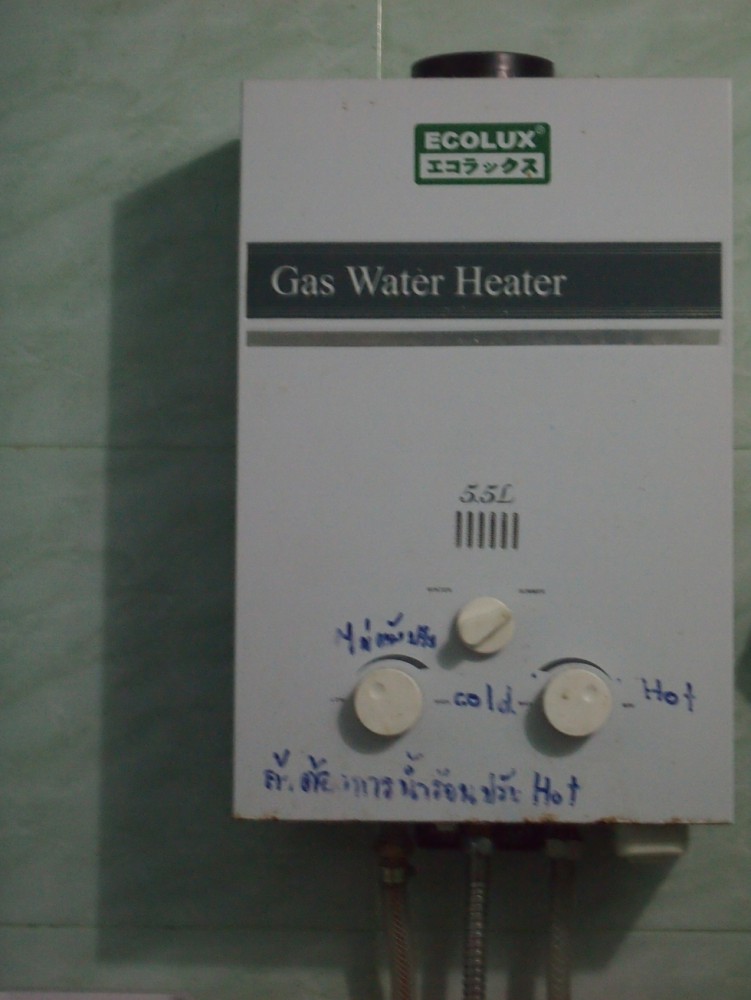 ECOLUX®
エコラックス
Gas Water Heater
5.5L
ไม่ต้องปรับ
cold
Hot
ถ้าต้องการน้ำร้อนปรับ Hot